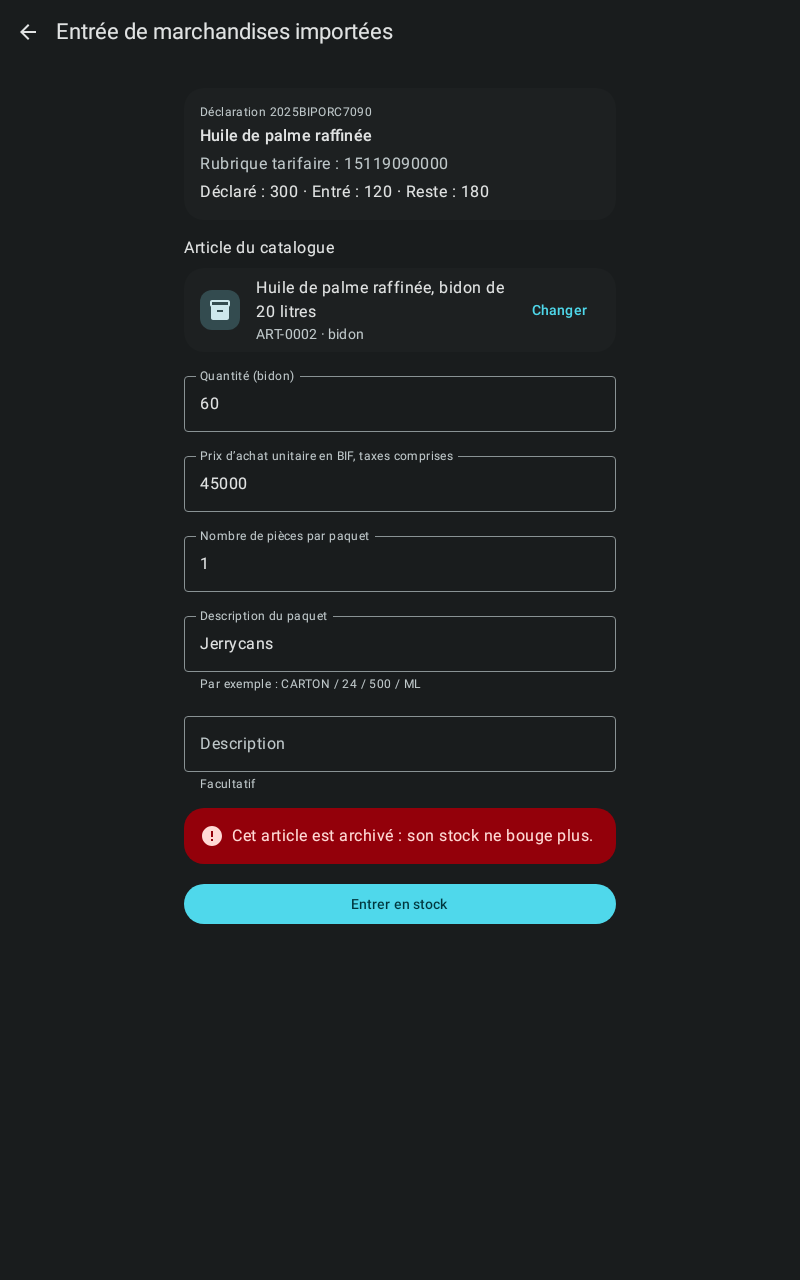 Entrée de marchandises importées
Déclaration 2025BIPORC7090
Huile de palme raffinée
Rubrique tarifaire : 15119090000
Déclaré : 300 · Entré : 120 · Reste : 180
Article du catalogue
Huile de palme raffinée, bidon de
20 litres
ART-0002 · bidon
Changer
Quantité (bidon)
60
Prix d’achat unitaire en BIF, taxes comprises
45000
Nombre de pièces par paquet
1
Description du paquet
Jerrycans
Par exemple : CARTON / 24 / 500 / ML
Description
Facultatif
Cet article est archivé : son stock ne bouge plus.
Entrer en stock